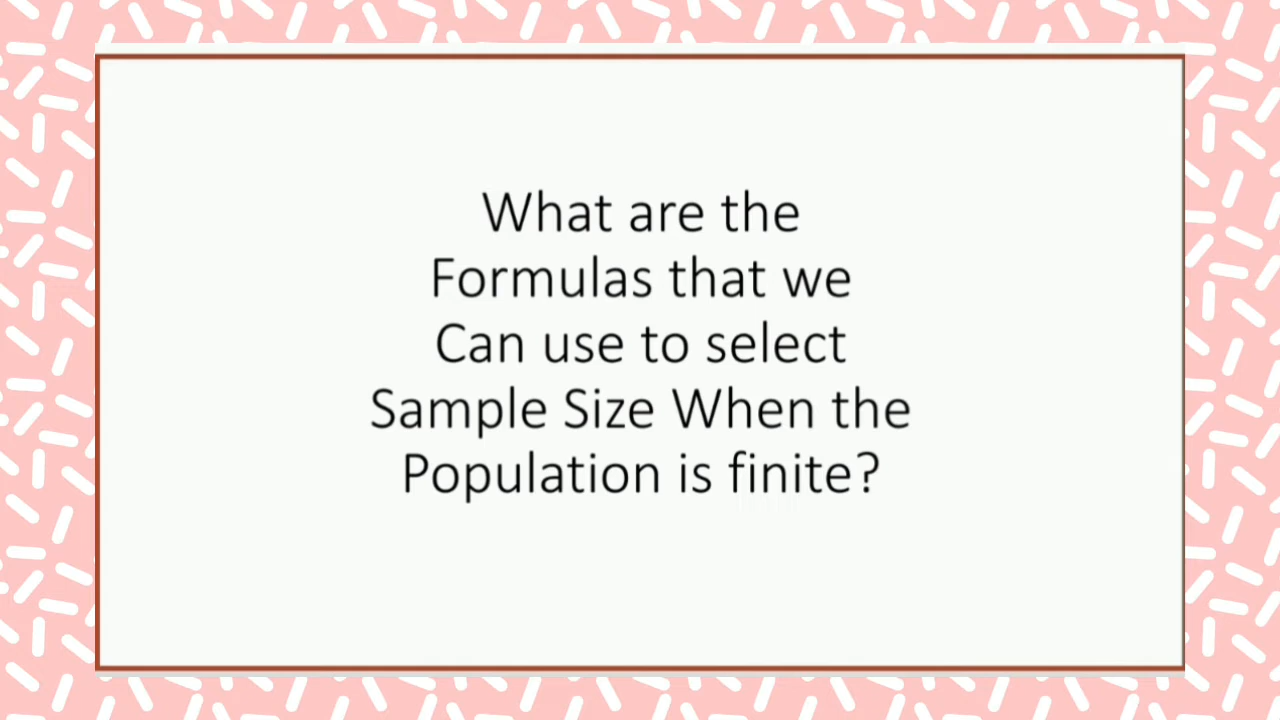 What are the
Formulas that we
Can use to select
Sample Size When the
Population is finite?